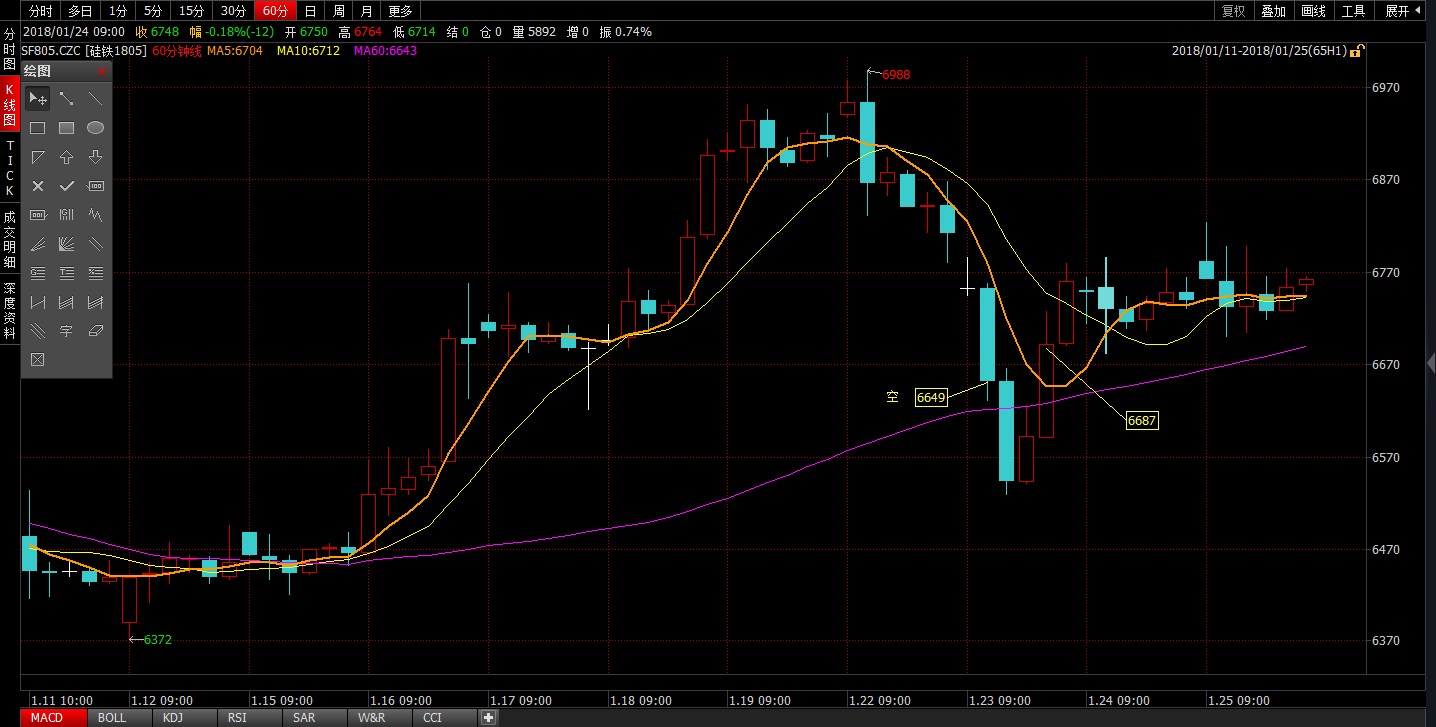 分时 多日 1分 5分 15分 30分 60分 日 周 月 更多 复权 叠加 画线 工具 展开
2018/01/24 09:00 收 6748 幅 -0.18%(-12) 开 6750 高 6764 低 6714 结 0 仓 0 量 5892 增 0 振 0.74%
SF805.CZC [硅铁1805] 60分钟线 MA5:6704 MA10:6712 MA60:6643 2018/01/11-2018/01/25(65H1)
分时图
K线图
TICK
成交明细
深度资料
绘图
字
6988
6970
6870
6770
6670
空 6649
6687
6570
6470
6372
6370
1.11 10:00 1.12 09:00 1.15 09:00 1.16 09:00 1.17 09:00 1.18 09:00 1.19 09:00 1.22 09:00 1.23 09:00 1.24 09:00 1.25 09:00
MACD BOLL KDJ RSI SAR W&R CCI